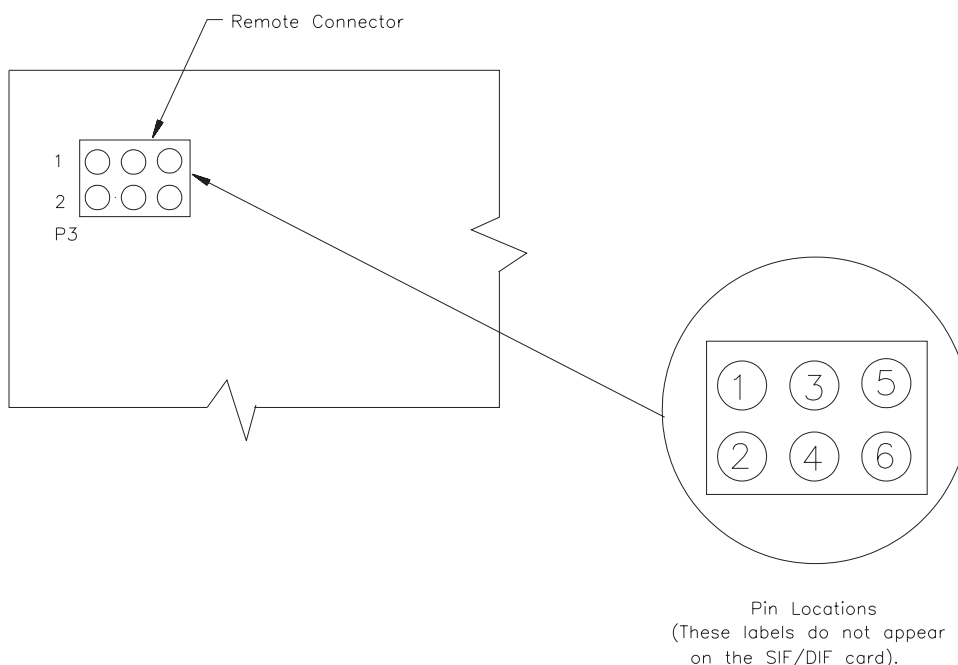 Remote Connector
1
2
P3
1 3 5
2 4 6
Pin Locations
(These labels do not appear
on the SIF/DIF card).